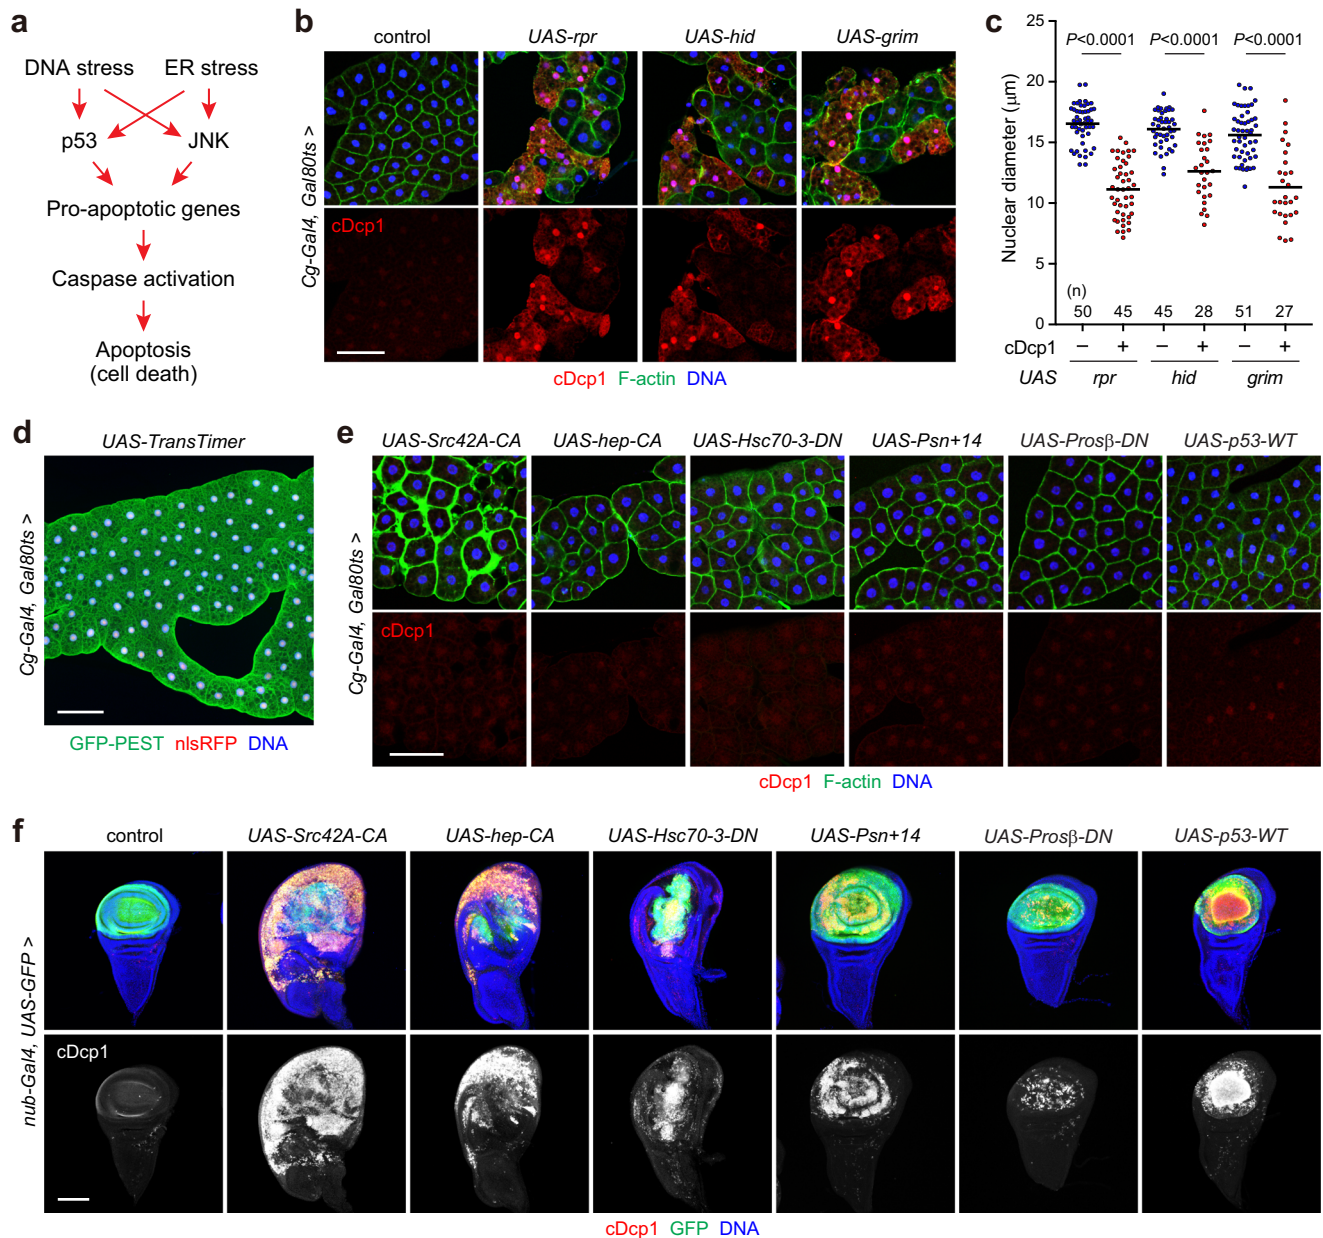 a
DNA stress ER stress
p53 JNK
Pro-apoptotic genes
Caspase activation
Apoptosis
(cell death)
b
control UAS-rpr UAS-hid UAS-grim
Cg-Gal4, Gal80ts >
cDcp1
cDcp1 F-actin DNA
c
Nuclear diameter (μm)
25
20
15
10
5
0
P<0.0001 P<0.0001 P<0.0001
(n)
50 45 45 28 51 27
cDcp1 − + − + − +
UAS rpr hid grim
d
UAS-TransTimer
Cg-Gal4, Gal80ts >
GFP-PEST nlsRFP DNA
e
UAS-Src42A-CA UAS-hep-CA UAS-Hsc70-3-DN UAS-Psn+14 UAS-Prosβ-DN UAS-p53-WT
Cg-Gal4, Gal80ts >
cDcp1
cDcp1 F-actin DNA
f
control UAS-Src42A-CA UAS-hep-CA UAS-Hsc70-3-DN UAS-Psn+14 UAS-Prosβ-DN UAS-p53-WT
nub-Gal4, UAS-GFP >
cDcp1
cDcp1 GFP DNA